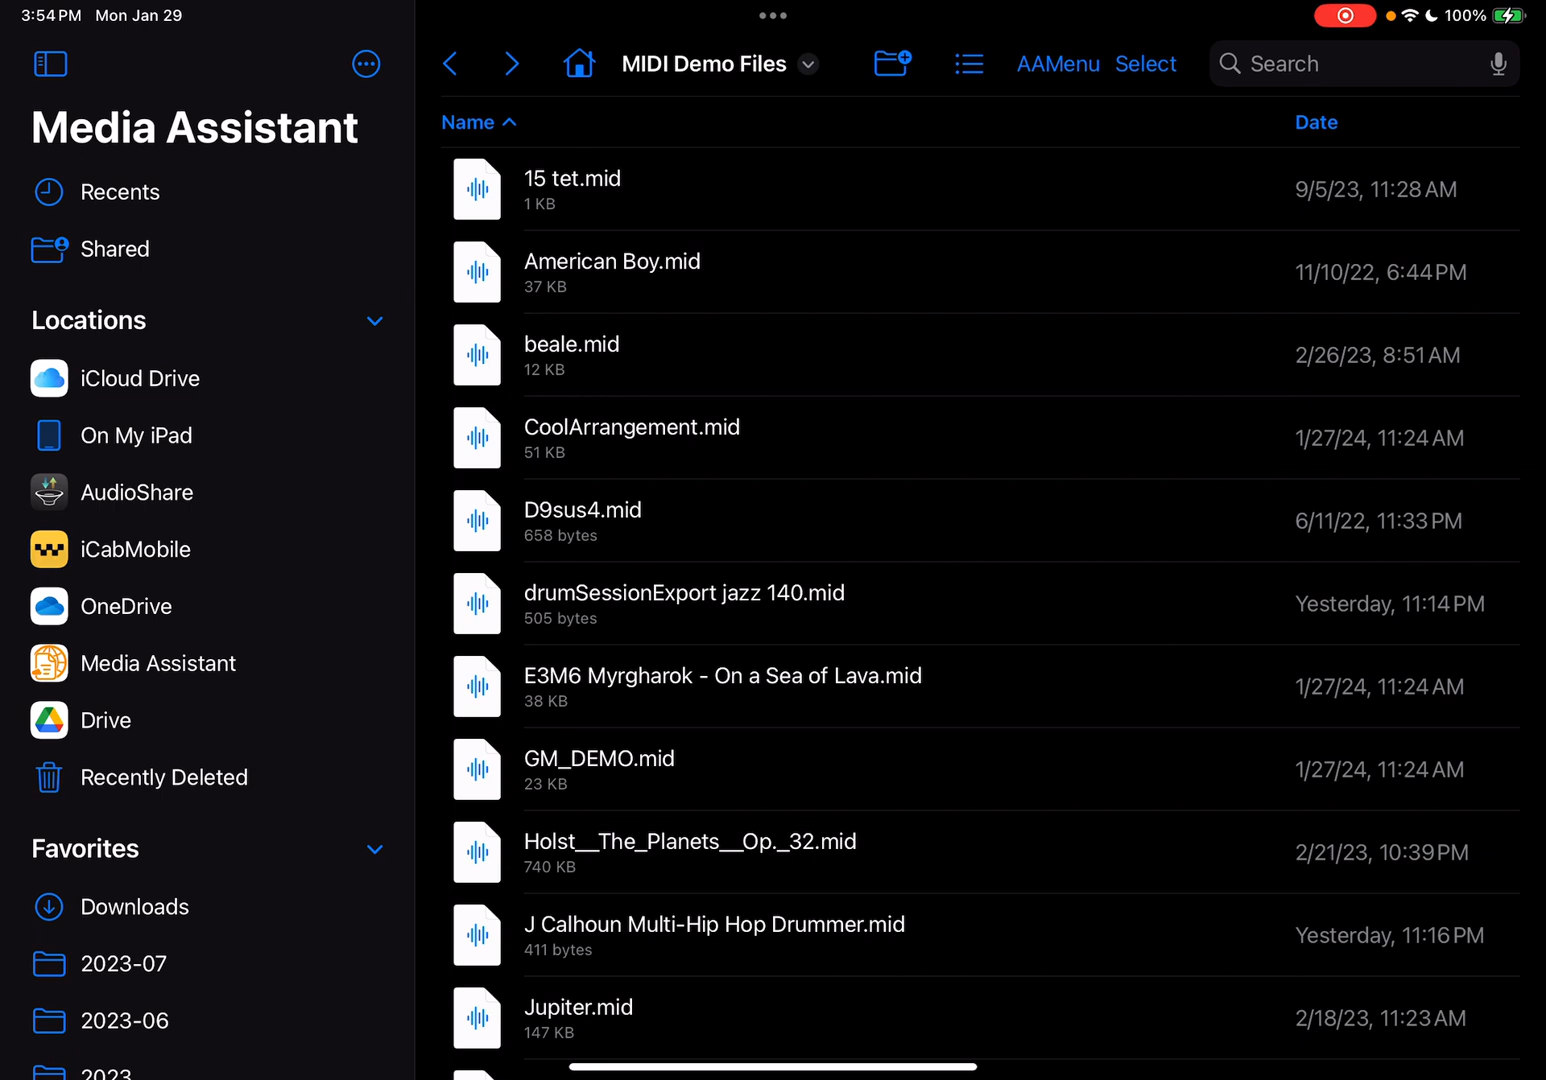 3:54 PM Mon Jan 29
100%
Media Assistant
Recents
Shared
Locations
iCloud Drive
On My iPad
AudioShare
iCabMobile
OneDrive
Media Assistant
Drive
Recently Deleted
Favorites
Downloads
2023-07
2023-06
2023
MIDI Demo Files
AAMenu Select
Search
Name Date
15 tet.mid
1 KB
9/5/23, 11:28 AM
American Boy.mid
37 KB
11/10/22, 6:44 PM
beale.mid
12 KB
2/26/23, 8:51 AM
CoolArrangement.mid
51 KB
1/27/24, 11:24 AM
D9sus4.mid
658 bytes
6/11/22, 11:33 PM
drumSessionExport jazz 140.mid
505 bytes
Yesterday, 11:14 PM
E3M6 Myrgharok - On a Sea of Lava.mid
38 KB
1/27/24, 11:24 AM
GM_DEMO.mid
23 KB
1/27/24, 11:24 AM
Holst__The_Planets__Op._32.mid
740 KB
2/21/23, 10:39 PM
J Calhoun Multi-Hip Hop Drummer.mid
411 bytes
Yesterday, 11:16 PM
Jupiter.mid
147 KB
2/18/23, 11:23 AM